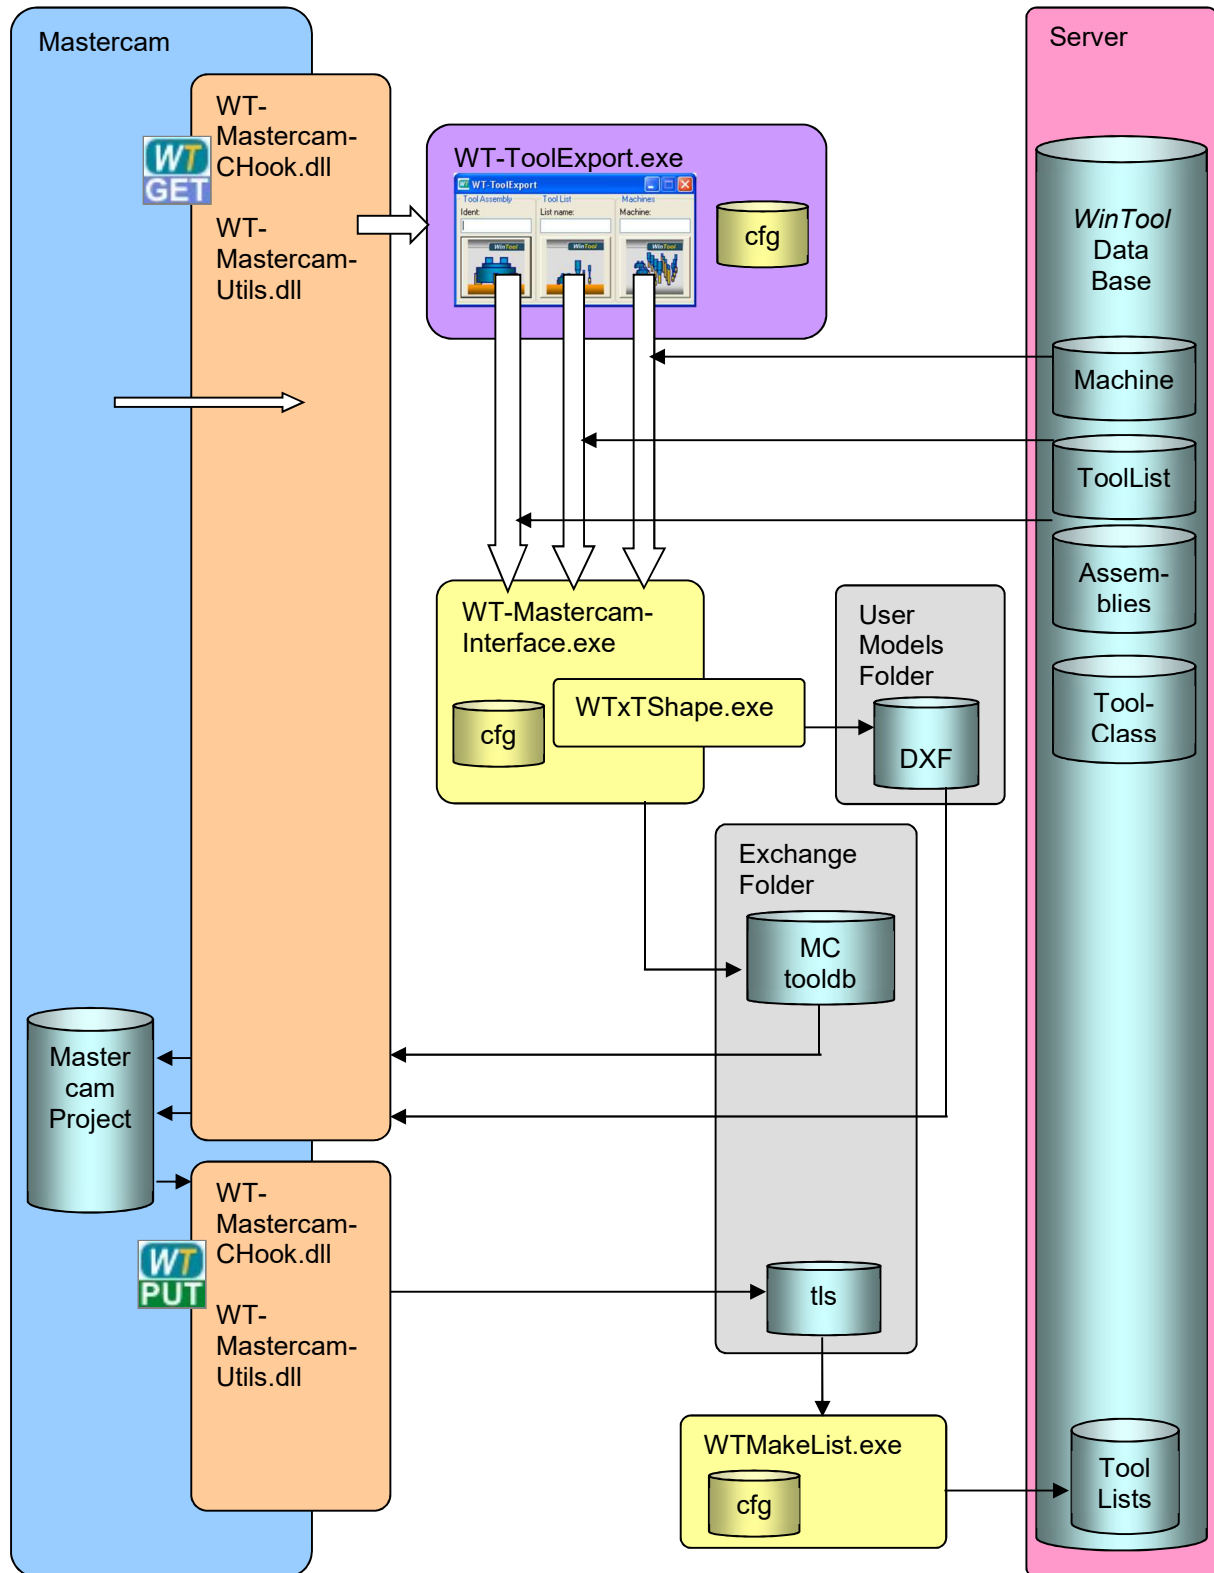 Mastercam
WT-
Mastercam-
CHook.dll
WT-
Mastercam-
Utils.dll
WT
GET
WT-ToolExport.exe
WT-ToolExport
Tool Assembly
Tool List
Machines
Ident:
List name:
Machine:
WinTool
WinTool
WinTool
cfg
Server
WinTool
Data
Base
Machine
ToolList
Assem-
blies
Tool-
Class
WT-Mastercam-
Interface.exe
cfg
WTxTShape.exe
User
Models
Folder
DXF
Exchange
Folder
MC
tooldb
Master
cam
Project
WT-
Mastercam-
CHook.dll
WT-
Mastercam-
Utils.dll
WT
PUT
tls
WTMakeList.exe
cfg
Tool
Lists